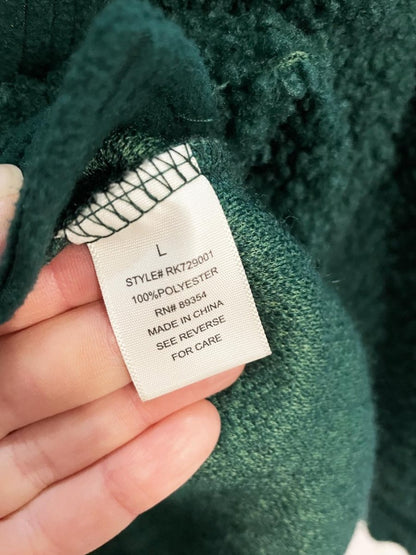 L
STYLE# RK729001
100%POLYESTER
RN# 89354
MADE IN CHINA
SEE REVERSE
FOR CARE